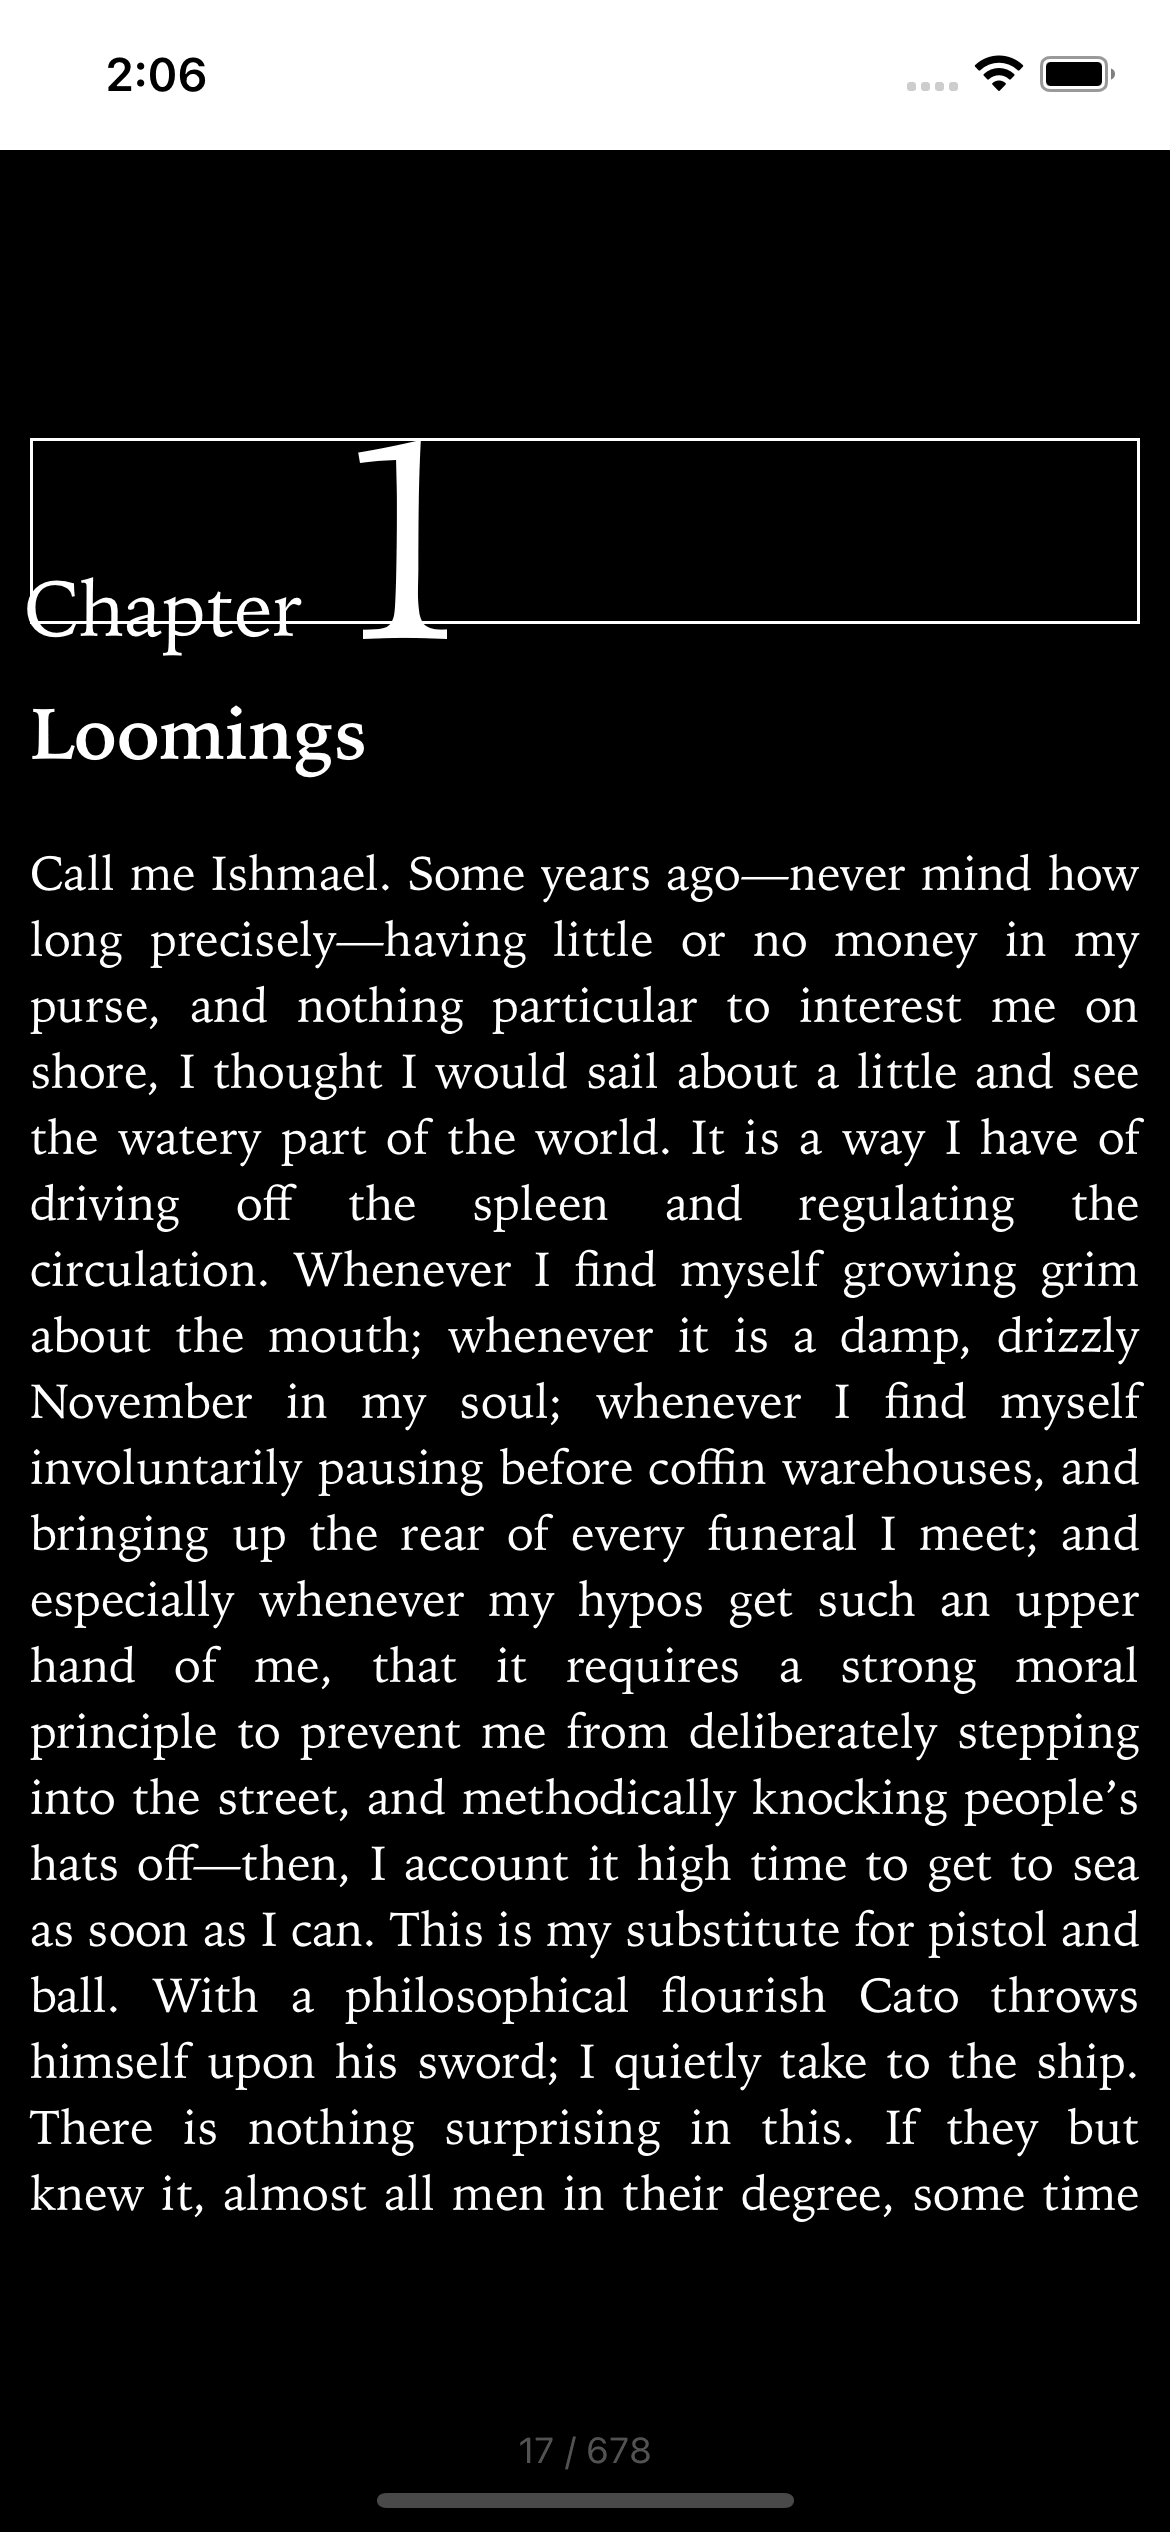 2:06
Chapter 1
Loomings
Call me Ishmael. Some years ago—never mind how
long precisely—having little or no money in my
purse, and nothing particular to interest me on
shore, I thought I would sail about a little and see
the watery part of the world. It is a way I have of
driving off the spleen and regulating the
circulation. Whenever I find myself growing grim
about the mouth; whenever it is a damp, drizzly
November in my soul; whenever I find myself
involuntarily pausing before coffin warehouses, and
bringing up the rear of every funeral I meet; and
especially whenever my hypos get such an upper
hand of me, that it requires a strong moral
principle to prevent me from deliberately stepping
into the street, and methodically knocking people’s
hats off—then, I account it high time to get to sea
as soon as I can. This is my substitute for pistol and
ball. With a philosophical flourish Cato throws
himself upon his sword; I quietly take to the ship.
There is nothing surprising in this. If they but
knew it, almost all men in their degree, some time
17 / 678